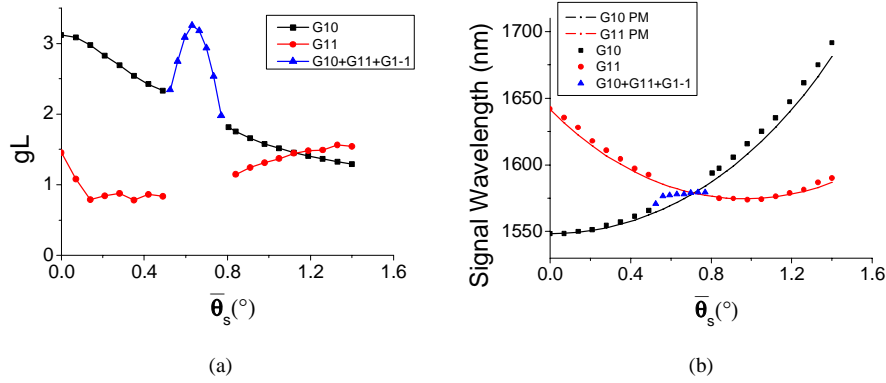 4
3
2
1
0
gL
0.0
0.4
0.8
1.2
1.6
θ̄s(°)
G10
G11
G10+G11+G1-1
(a)
1700
1650
1600
1550
Signal Wavelength (nm)
0.0
0.4
0.8
1.2
1.6
θ̄s(°)
G10 PM
G11 PM
G10
G11
G10+G11+G1-1
(b)